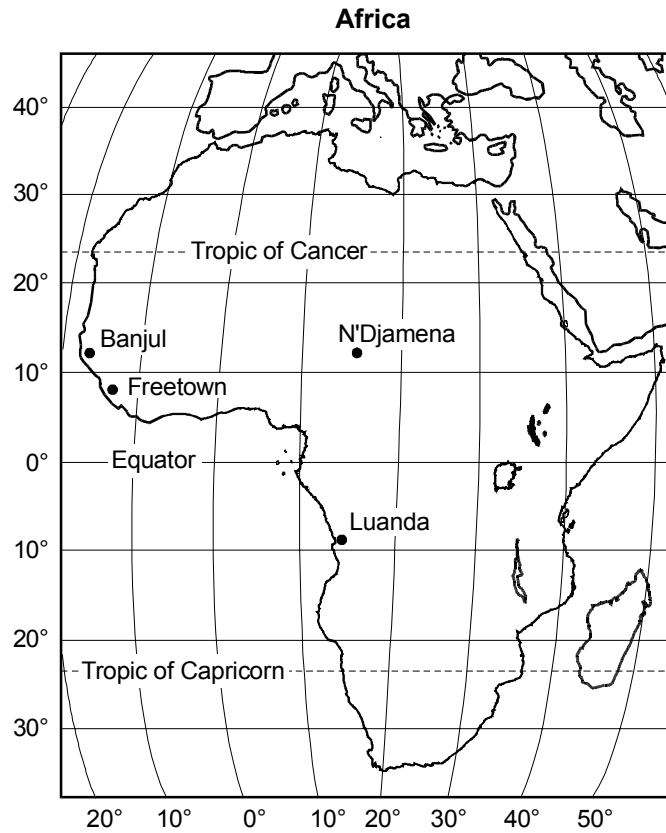 Africa
40°
30°
Tropic of Cancer
20°
Banjul
N'Djamena
10°
Freetown
Equator
0°
Luanda
10°
20°
Tropic of Capricorn
30°
20° 10° 0° 10° 20° 30° 40° 50°